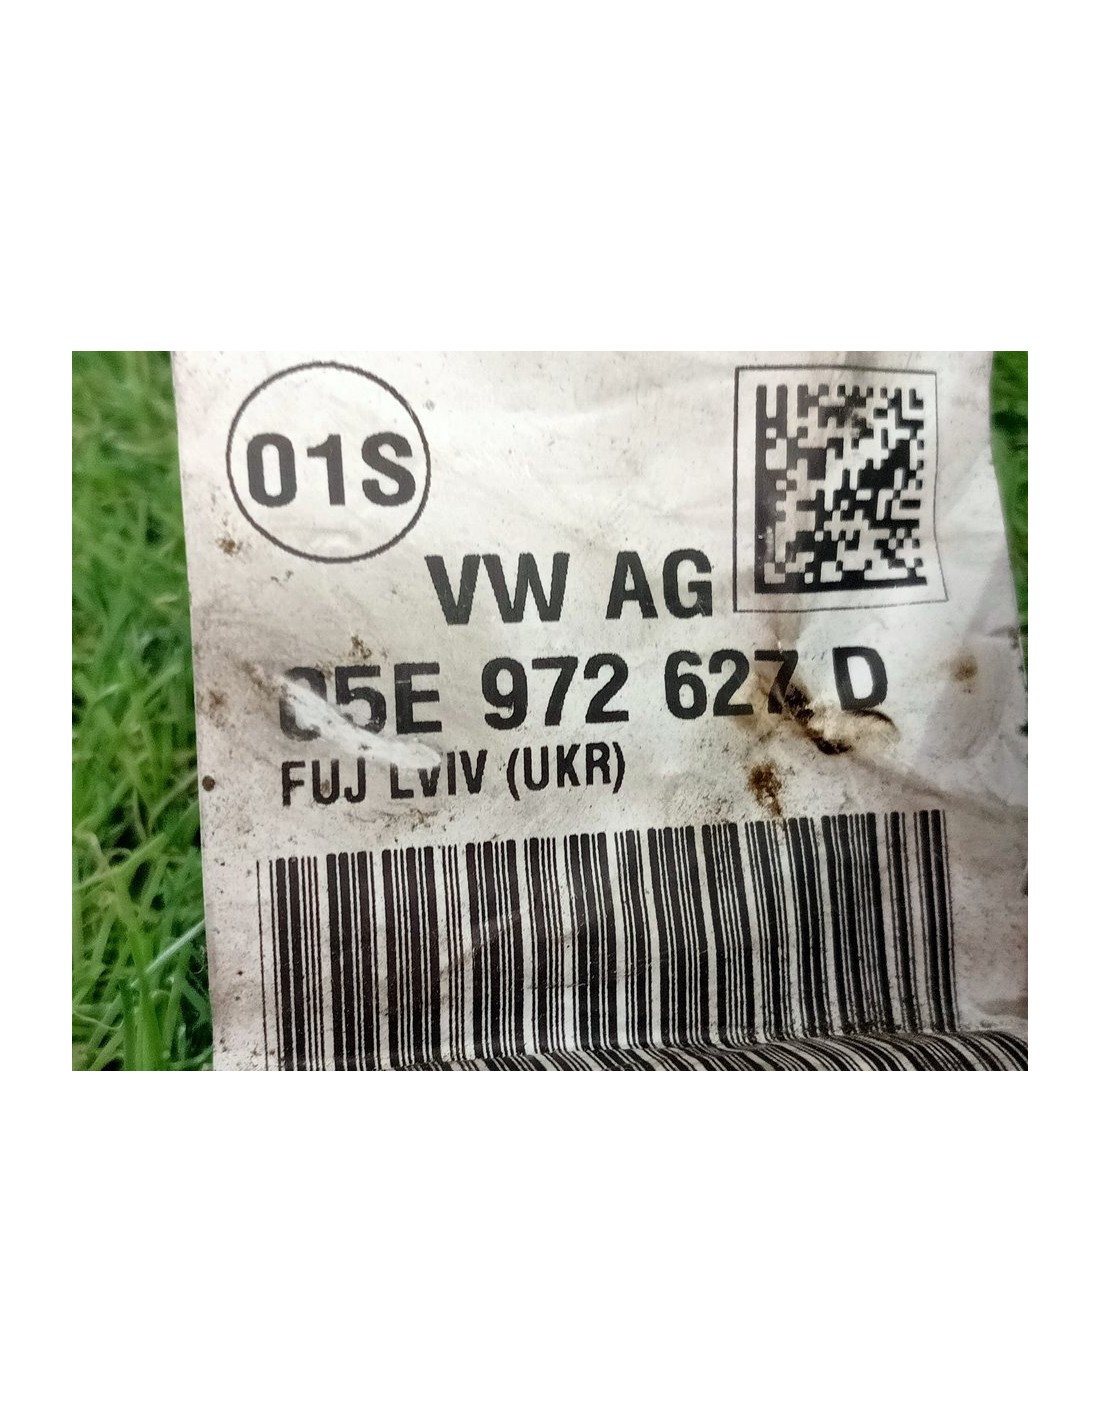 01S
VW AG
05E 972 627 D
FUJ LVIV (UKR)